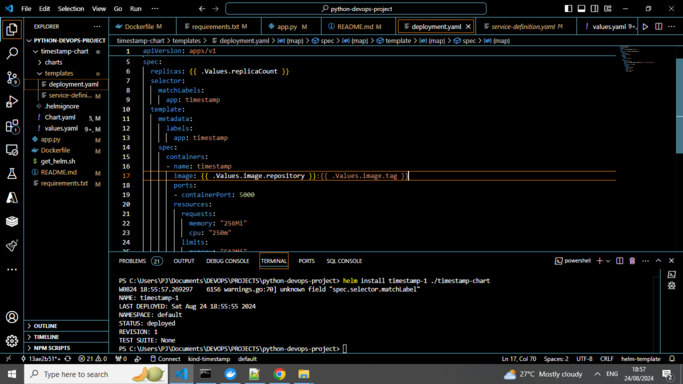 File Edit Selection View Go Run ···
python-devops-project
EXPLORER
Dockerfile M
requirements.txt M
app.py M
README.md M
deployment.yaml
service-definition.yaml M
values.yaml 9+, M
timestamp-chart > templates > deployment.yaml > {map} > spec > {map} > template > {map} > spec > {map}
PYTHON-DEVOPS-PROJECT
timestamp-chart
charts
templates
deployment.yaml
service-defini... M
.helmignore
Chart.yaml 5, M
values.yaml 9+, M
app.py M
Dockerfile M
get_helm.sh
README.md M
requirements.txt M
OUTLINE
TIMELINE
NPM SCRIPTS
1 apiVersion: apps/v1
5 spec:
6 replicas: {{ .Values.replicaCount }}
7 selector:
8 matchLabels:
9 app: timestamp
10 template:
11 metadata:
12 labels:
13 app: timestamp
14 spec:
15 containers:
16 - name: timestamp
17 image: {{ .Values.image.repository }}:{{ .Values.image.tag }}
18 ports:
19 - containerPort: 5000
20 resources:
21 requests:
22 memory: "256Mi"
23 cpu: "250m"
24 limits:
PROBLEMS 21 OUTPUT DEBUG CONSOLE TERMINAL PORTS SQL CONSOLE
powershell
PS C:\Users\PJ\Documents\DEVOPS\PROJECTS\python-devops-project> helm install timestamp-1 ./timestamp-chart
W0824 18:55:57.269297 6156 warnings.go:70] unknown field "spec.selector.matchLabel"
NAME: timestamp-1
LAST DEPLOYED: Sat Aug 24 18:55:55 2024
NAMESPACE: default
STATUS: deployed
REVISION: 1
TEST SUITE: None
PS C:\Users\PJ\Documents\DEVOPS\PROJECTS\python-devops-project>
13ae2b51*+ 21 0 0 Connect kind-timestamp default Ln 17, Col 70 Spaces: 2 UTF-8 CRLF helm-template
Type here to search
27°C Mostly cloudy ENG 18:57
24/08/2024